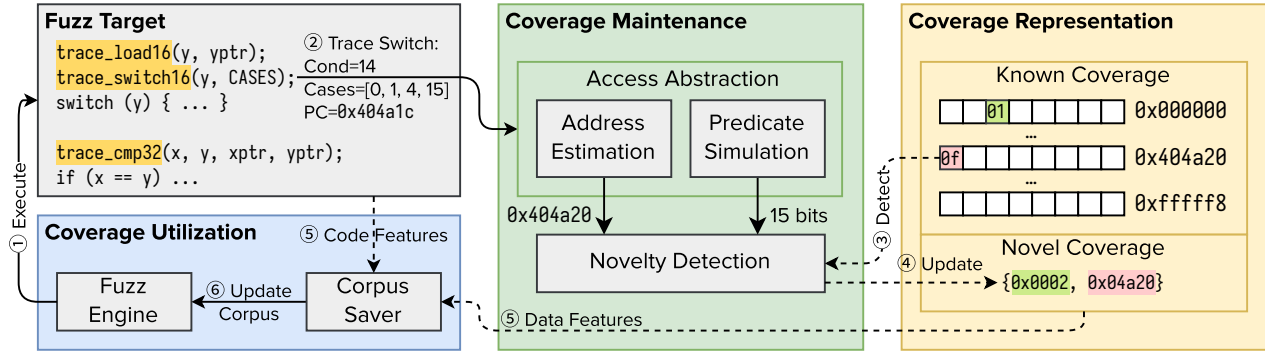 Fuzz Target
trace_load16(y, yptr);
trace_switch16(y, CASES);
switch (y) { ... }
trace_cmp32(x, y, xptr, yptr);
if (x == y) ...
② Trace Switch:
Cond=14
Cases=[0, 1, 4, 15]
PC=0x404a1c
① Execute
Coverage Utilization
⑤ Code Features
Fuzz
Engine
⑥ Update
Corpus
Corpus
Saver
Coverage Maintenance
Access Abstraction
Address
Estimation
Predicate
Simulation
0x404a20
15 bits
Novelty Detection
③ Detect
④ Update
⑤ Data Features
Coverage Representation
Known Coverage
01 0x000000
...
0f 0x404a20
...
0xfffff8
Novel Coverage
{0x0002, 0x04a20}